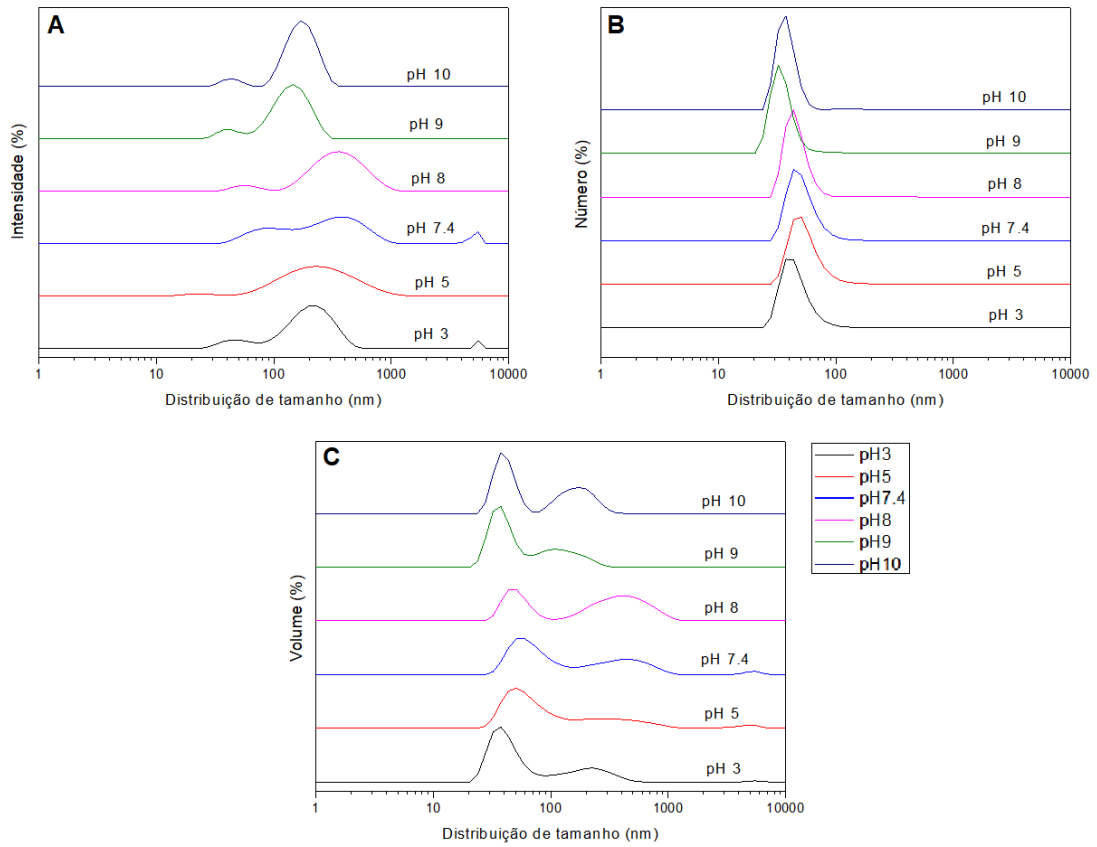 A
Intensidade (%)
pH 10
pH 9
pH 8
pH 7.4
pH 5
pH 3
1 10 100 1000 10000
Distribuição de tamanho (nm)
B
Número (%)
pH 10
pH 9
pH 8
pH 7.4
pH 5
pH 3
1 10 100 1000 10000
Distribuição de tamanho (nm)
C
Volume (%)
pH 10
pH 9
pH 8
pH 7.4
pH 5
pH 3
1 10 100 1000 10000
Distribuição de tamanho (nm)
pH3
pH5
pH7.4
pH8
pH9
pH10